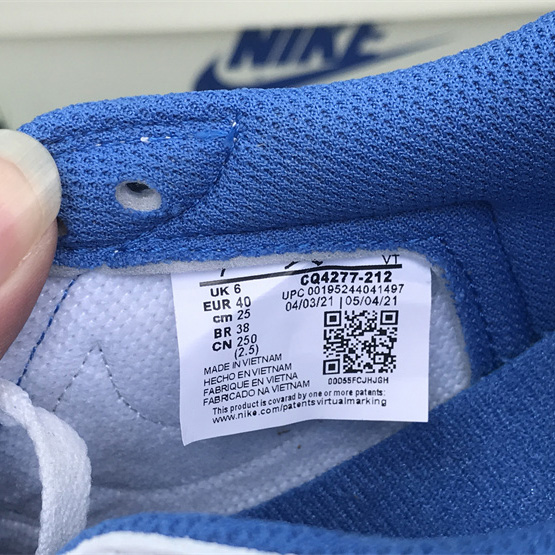 NIKE
VT
CQ4277-212
UK 6
UPC 00195244041497
EUR 40
04/03/21 | 05/04/21
cm 25
BR 38
CN 250
(2.5)
MADE IN VIETNAM
HECHO EN VIETNAM
FABRIQUE EN VIETNA
FABRICADO NA VIETNAM
00055FCJHJGH
This product is covarad by one or more patents:
www.nike.com/patentsvirtualmarking